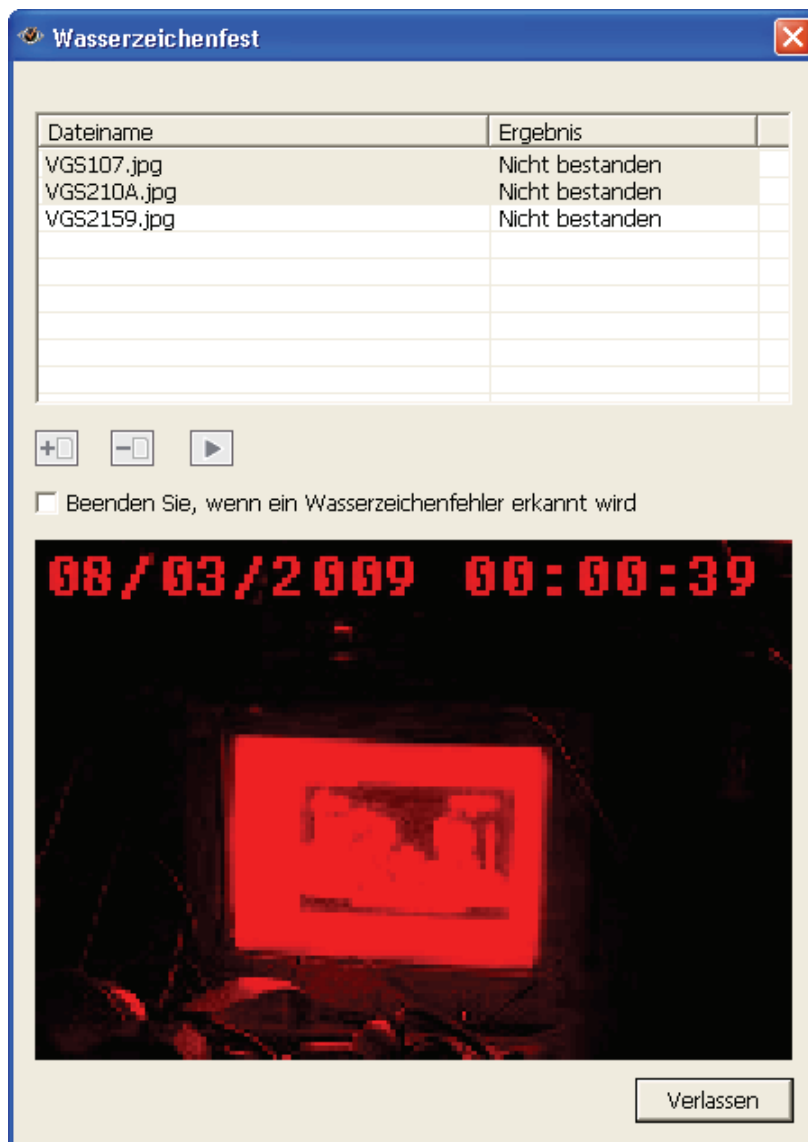 Wasserzeichenfest
Dateiname Ergebnis
VGS107.jpg Nicht bestanden
VGS210A.jpg Nicht bestanden
VGS2159.jpg Nicht bestanden
Beenden Sie, wenn ein Wasserzeichenfehler erkannt wird
08/03/2009 00:00:39
Verlassen